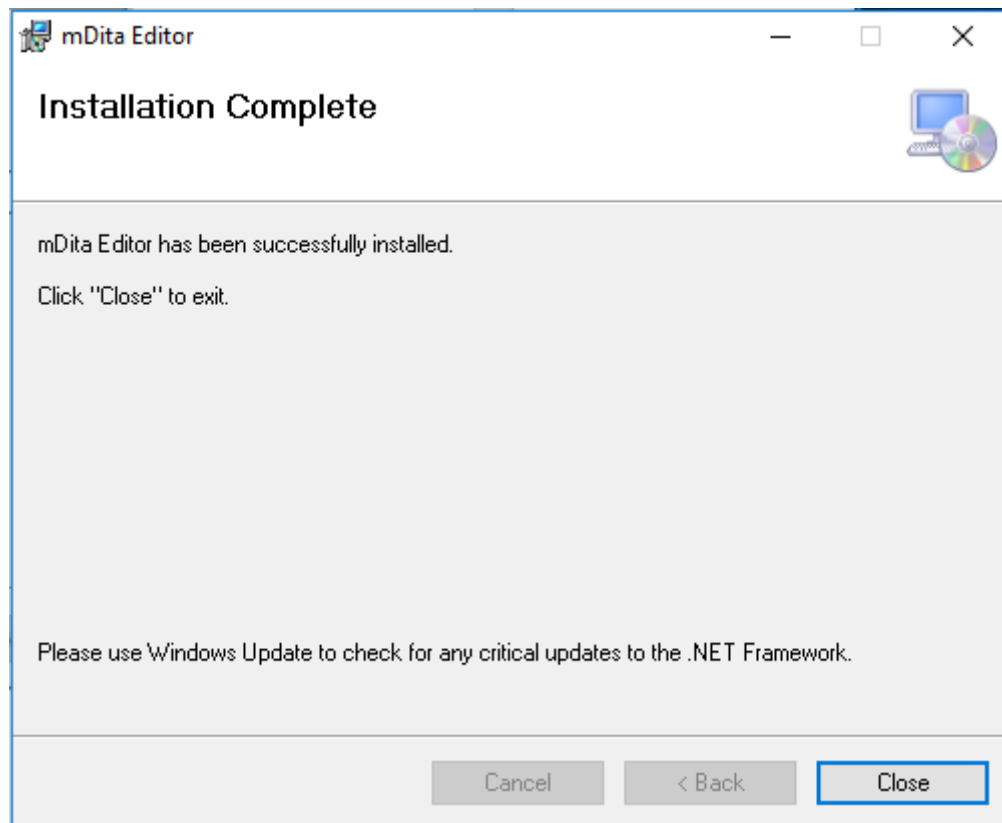 mDita Editor
Installation Complete
mDita Editor has been successfully installed.
Click "Close" to exit.
Please use Windows Update to check for any critical updates to the .NET Framework.
Cancel
< Back
Close